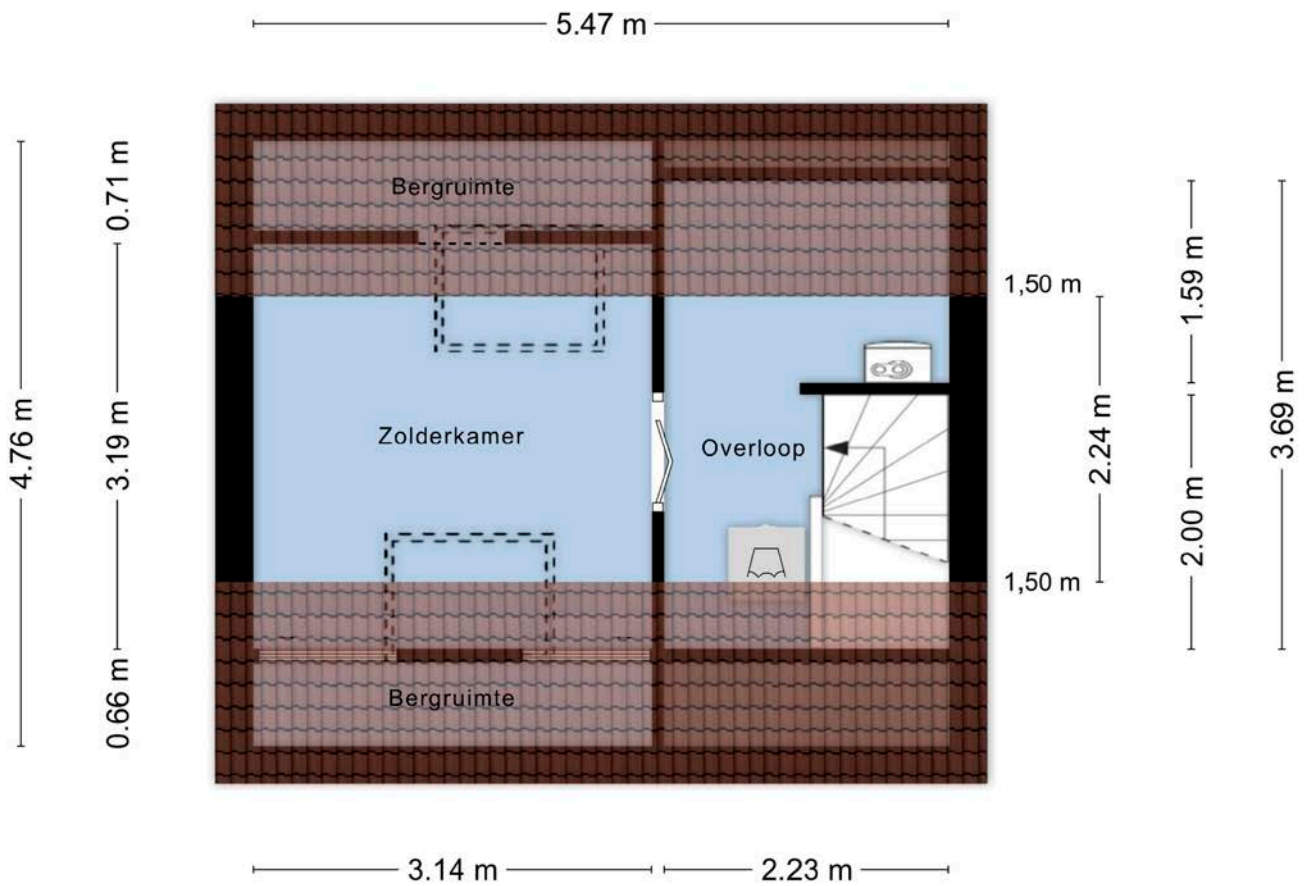 5.47 m
0.71 m
Bergruimte
1,50 m
1.59 m
4.76 m
3.19 m
Zolderkamer
Overloop
2.24 m
3.69 m
2.00 m
1,50 m
0.66 m
Bergruimte
3.14 m
2.23 m